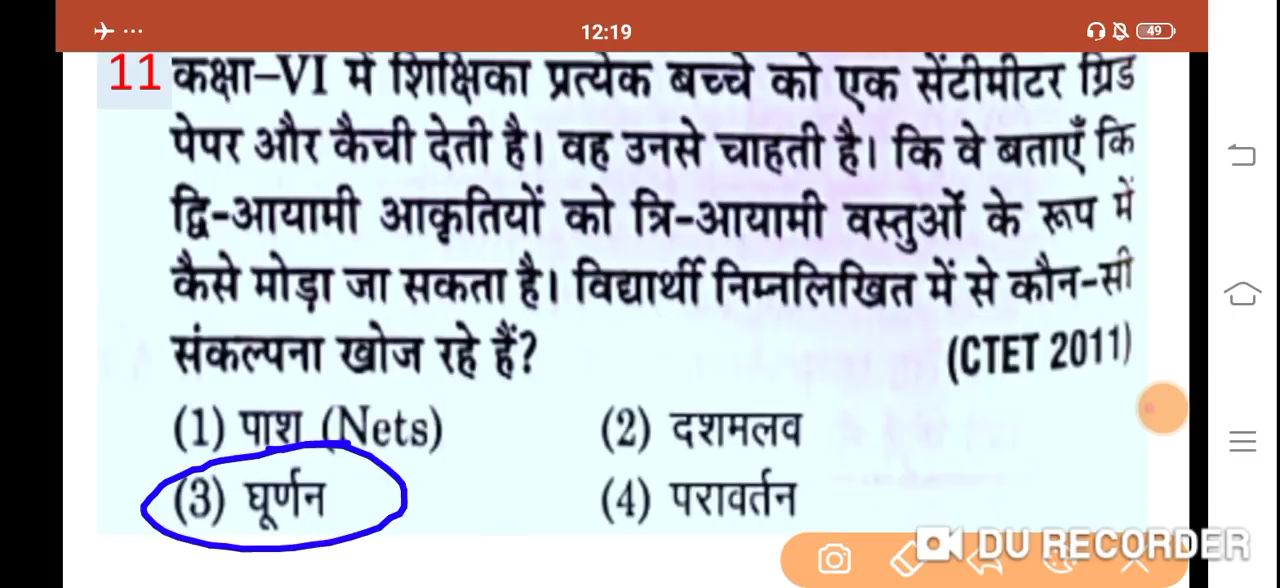 12:19
49
11 कक्षा–VI में शिक्षिका प्रत्येक बच्चे को एक सेंटीमीटर ग्रिड
पेपर और कैची देती है। वह उनसे चाहती है। कि वे बताएँ कि
द्वि-आयामी आकृतियों को त्रि-आयामी वस्तुओं के रूप में
कैसे मोड़ा जा सकता है। विद्यार्थी निम्नलिखित में से कौन-सी
संकल्पना खोज रहे हैं? (CTET 2011)
(1) पाश (Nets) (2) दशमलव
(3) घूर्णन (4) परावर्तन
DU RECORDER